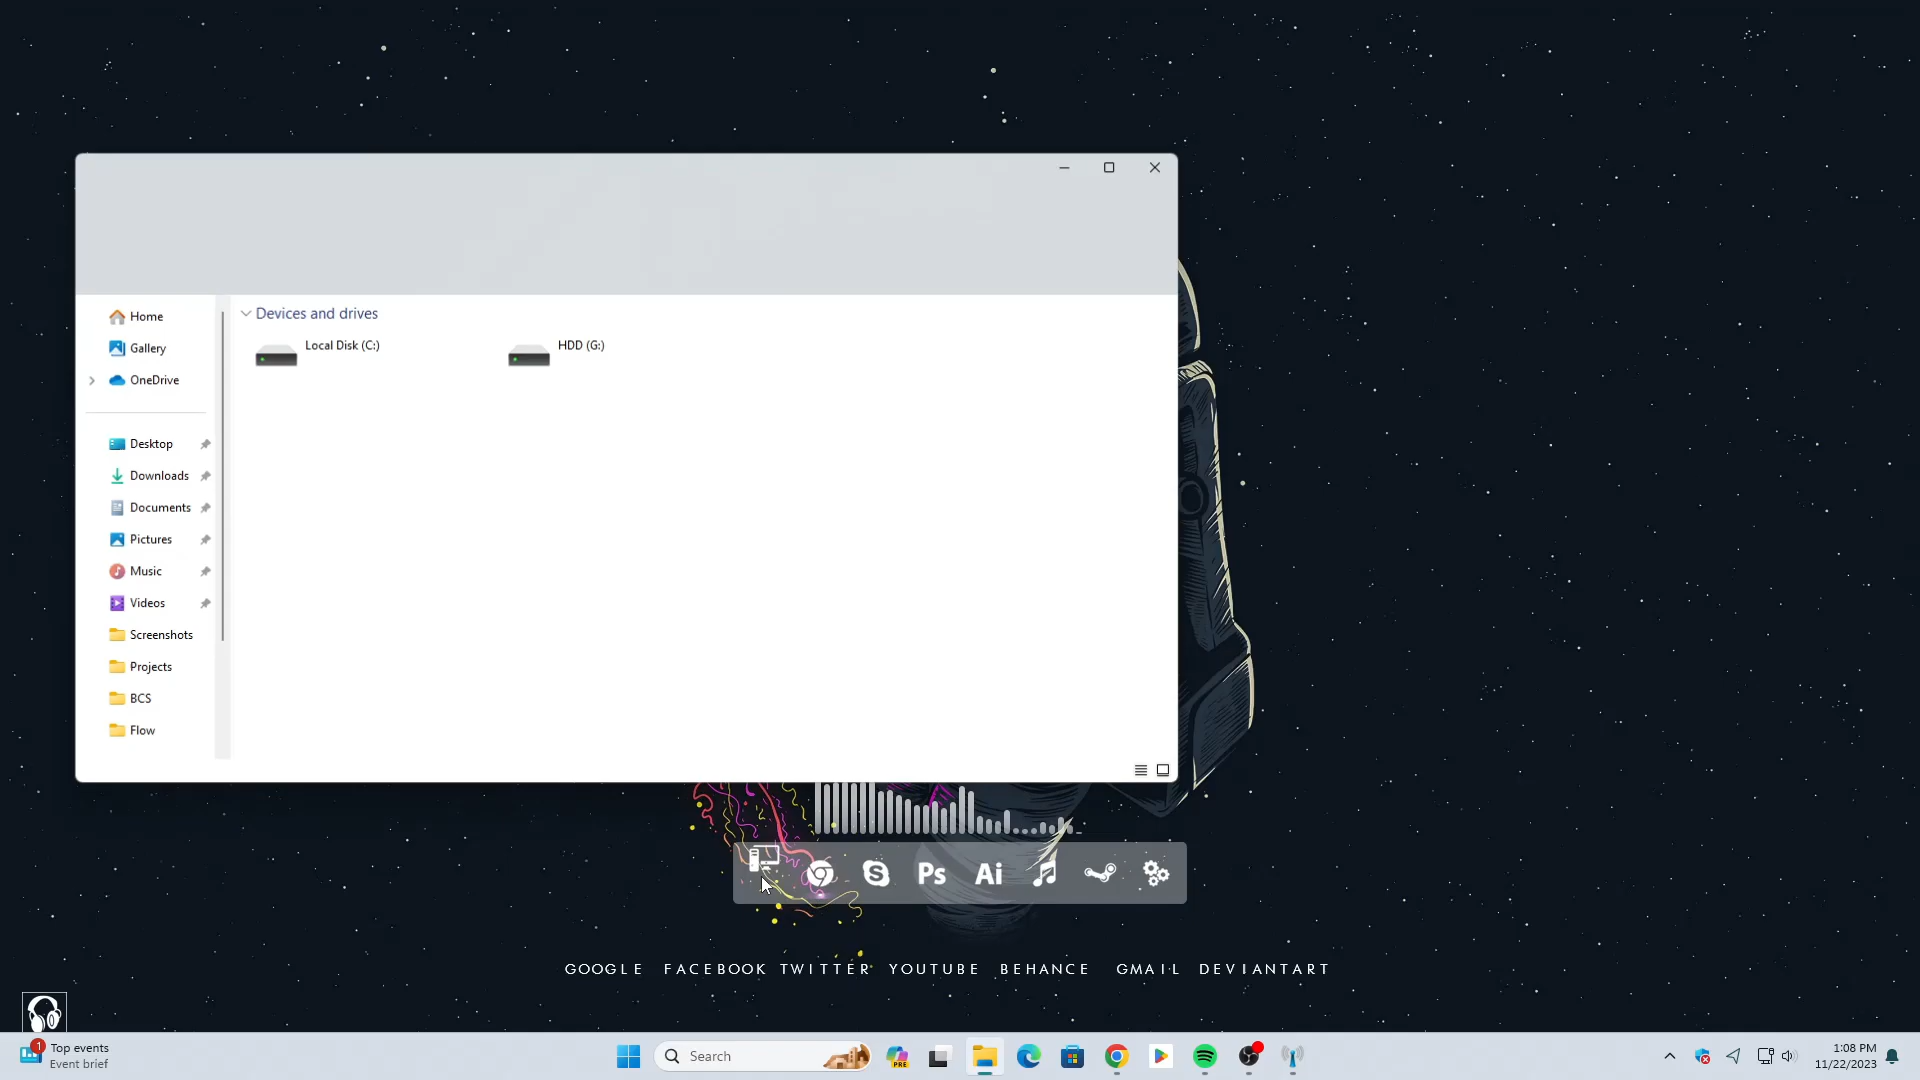 Home
Gallery
OneDrive
Desktop
Downloads
Documents
Pictures
Music
Videos
Screenshots
Projects
BCS
Flow
Devices and drives
Local Disk (C:)
HDD (G:)
Ps
Ai
GOOGLE FACEBOOK TWITTER YOUTUBE BEHANCE GMAIL DEVIANTART
1
Top events
Event brief
Search
PRE
1:08 PM
11/22/2023